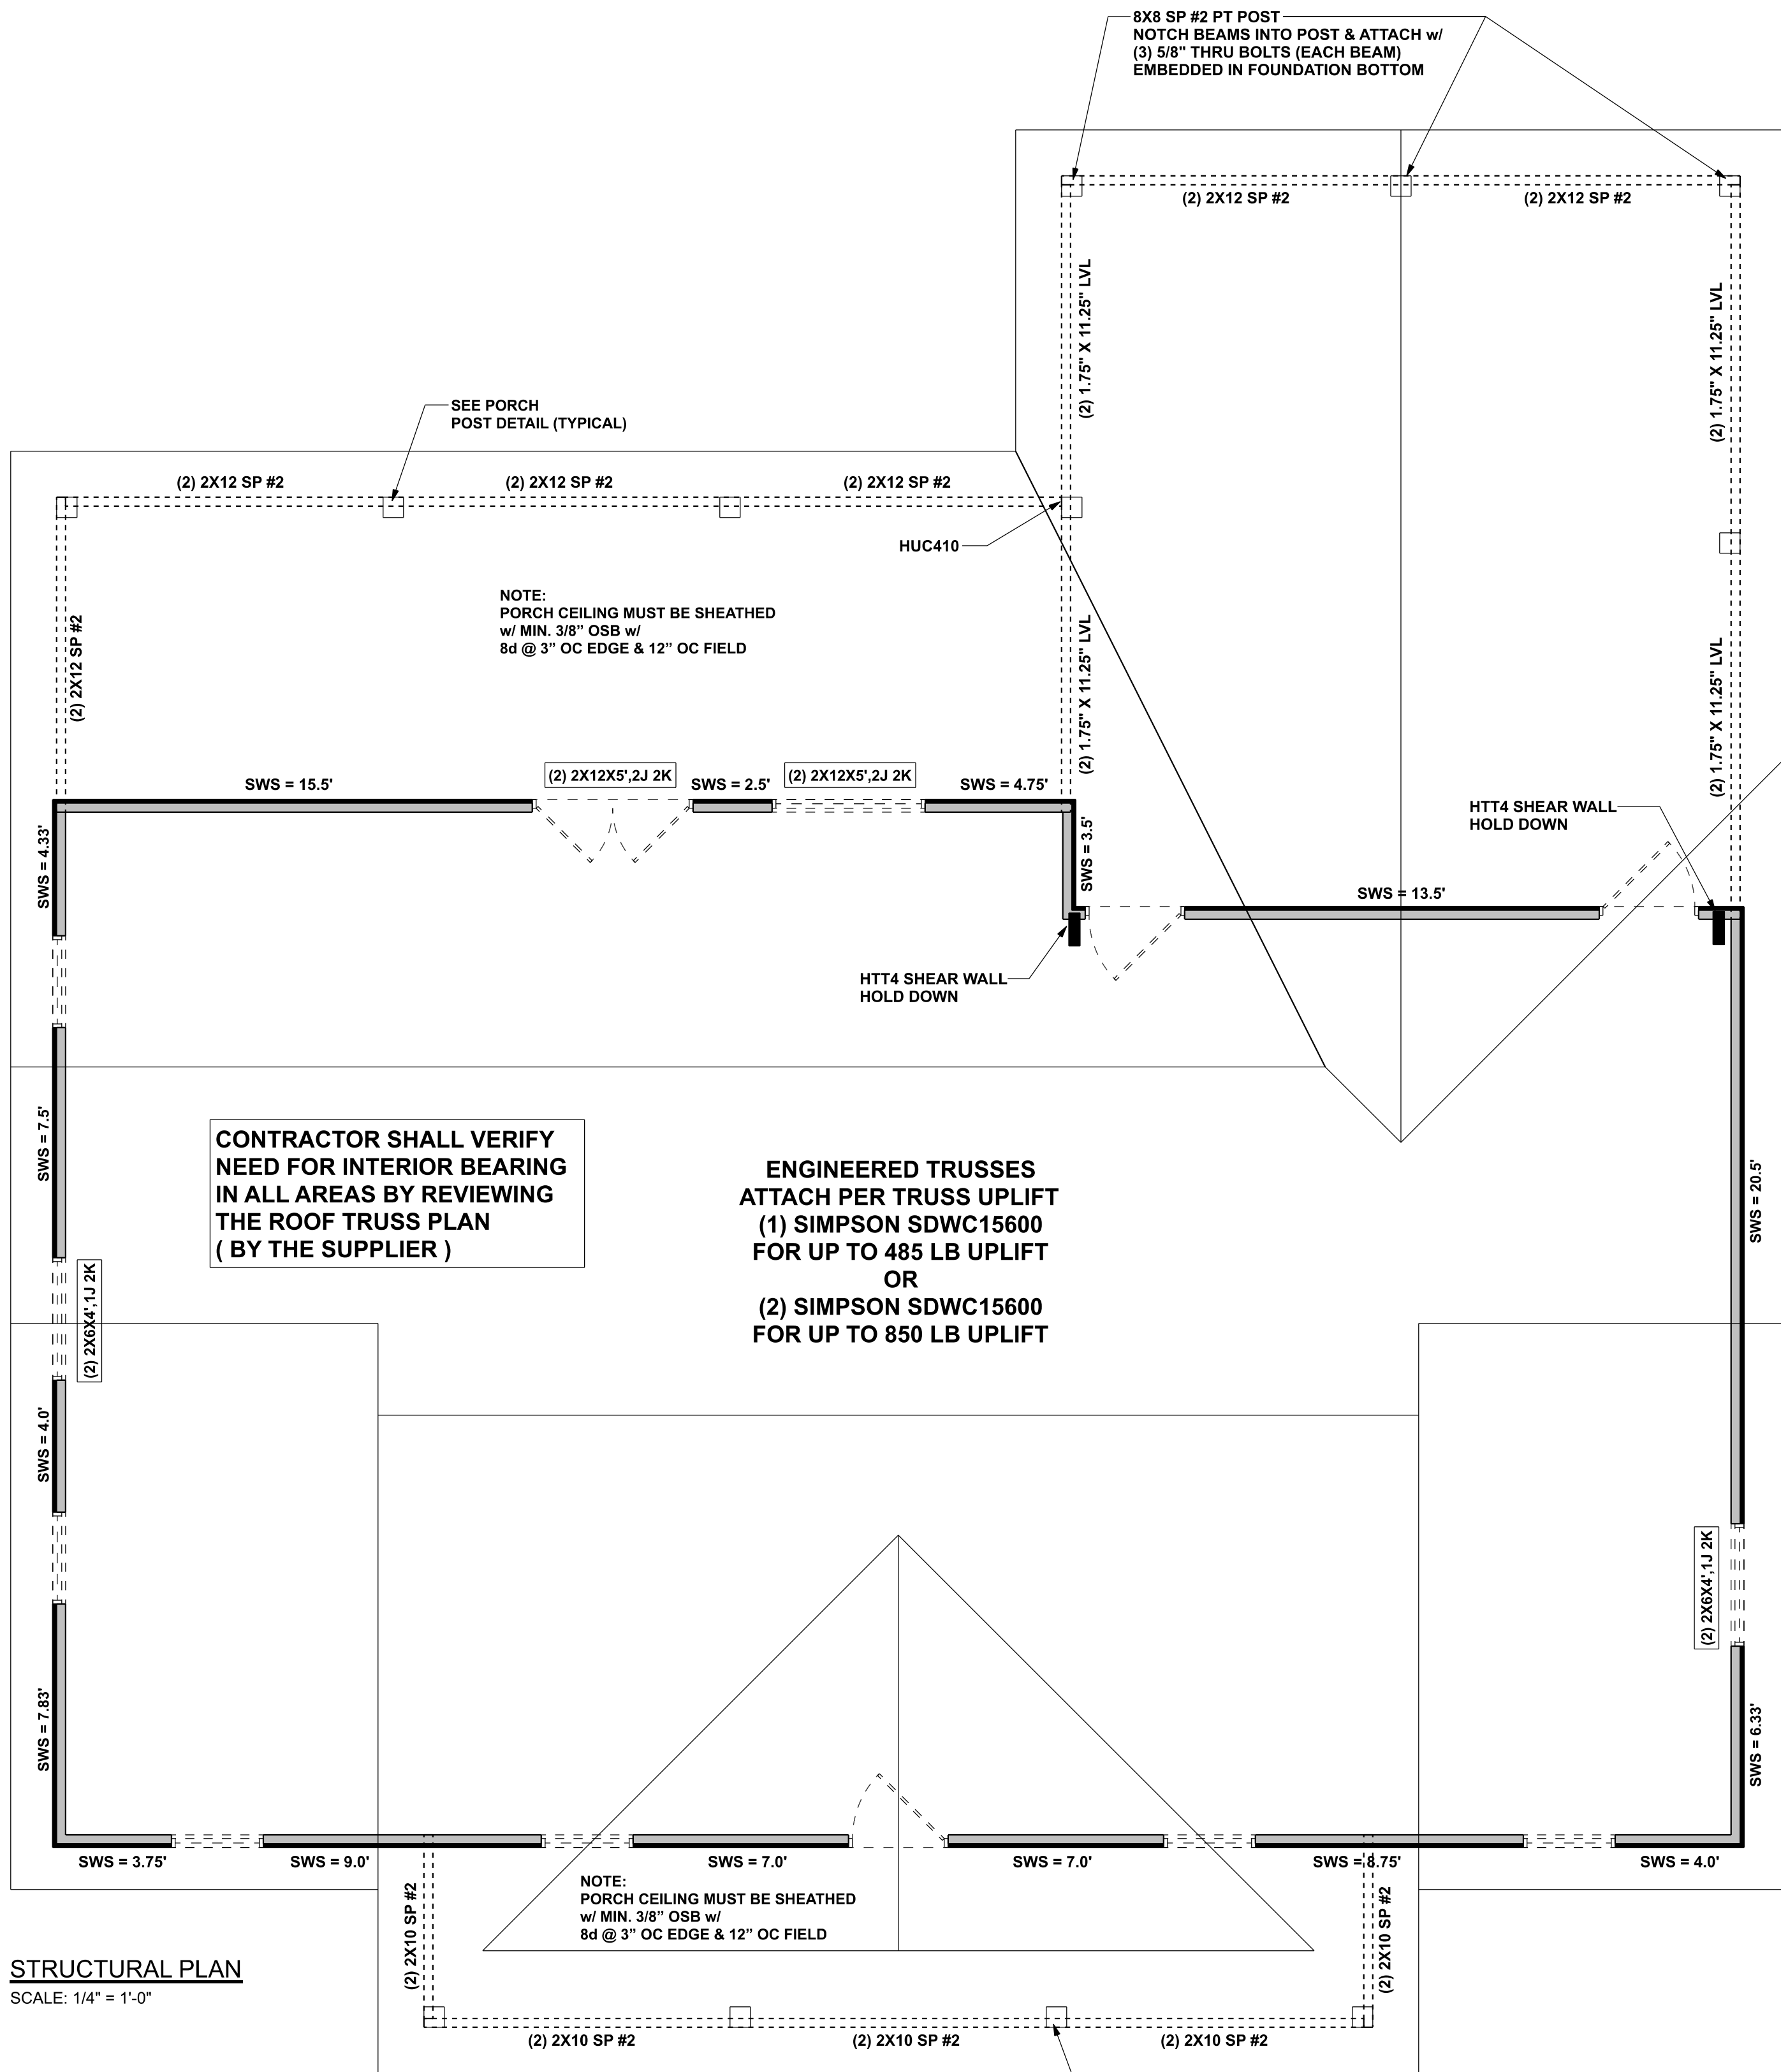 8X8 SP #2 PT POST
NOTCH BEAMS INTO POST & ATTACH w/
(3) 5/8" THRU BOLTS (EACH BEAM)
EMBEDDED IN FOUNDATION BOTTOM
(2) 2X12 SP #2
(2) 2X12 SP #2
(2) 1.75" X 11.25" LVL
(2) 1.75" X 11.25" LVL
SEE PORCH
POST DETAIL (TYPICAL)
(2) 2X12 SP #2
(2) 2X12 SP #2
(2) 2X12 SP #2
HUC410
NOTE:
PORCH CEILING MUST BE SHEATHED
w/ MIN. 3/8” OSB w/
8d @ 3” OC EDGE & 12” OC FIELD
(2) 2X12 SP #2
(2) 1.75" X 11.25" LVL
(2) 1.75" X 11.25" LVL
SWS = 15.5'
(2) 2X12X5',2J 2K
SWS = 2.5'
(2) 2X12X5',2J 2K
SWS = 4.75'
SWS = 4.33'
SWS = 3.5'
HTT4 SHEAR WALL
HOLD DOWN
SWS = 13.5'
HTT4 SHEAR WALL
HOLD DOWN
SWS = 7.5'
CONTRACTOR SHALL VERIFY
NEED FOR INTERIOR BEARING
IN ALL AREAS BY REVIEWING
THE ROOF TRUSS PLAN
( BY THE SUPPLIER )
ENGINEERED TRUSSES
ATTACH PER TRUSS UPLIFT
(1) SIMPSON SDWC15600
FOR UP TO 485 LB UPLIFT
OR
(2) SIMPSON SDWC15600
FOR UP TO 850 LB UPLIFT
SWS = 20.5'
(2) 2X6X4',1J 2K
SWS = 4.0'
(2) 2X6X4',1J 2K
SWS = 7.83'
SWS = 6.33'
SWS = 3.75'
SWS = 9.0'
SWS = 7.0'
SWS = 7.0'
SWS = 8.75'
SWS = 4.0'
NOTE:
PORCH CEILING MUST BE SHEATHED
w/ MIN. 3/8” OSB w/
8d @ 3” OC EDGE & 12” OC FIELD
(2) 2X10 SP #2
(2) 2X10 SP #2
STRUCTURAL PLAN
SCALE: 1/4" = 1'-0"
(2) 2X10 SP #2
(2) 2X10 SP #2
(2) 2X10 SP #2